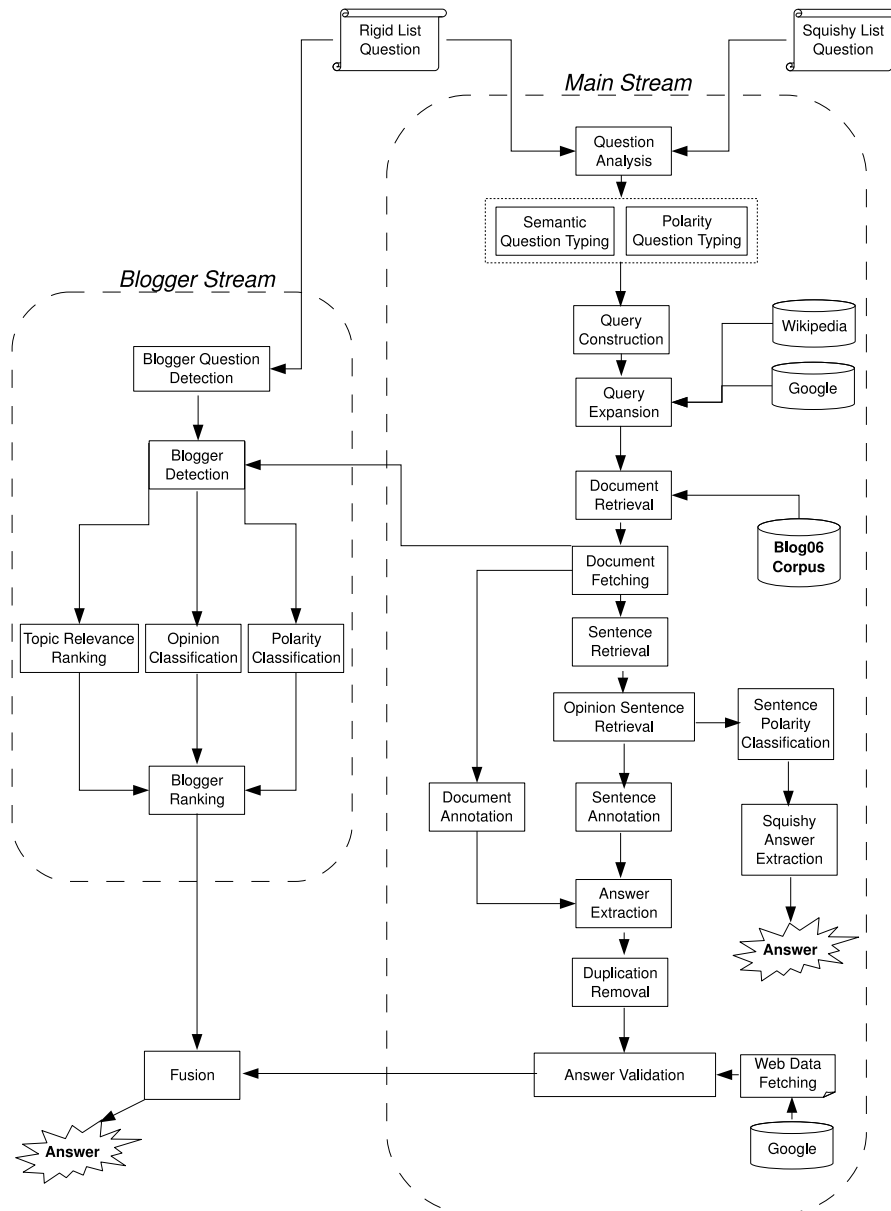 Rigid List
Question
Squishy List
Question
Main Stream
Question
Analysis
Semantic
Question Typing
Polarity
Question Typing
Blogger Stream
Query
Construction
Wikipedia
Blogger Question
Detection
Query
Expansion
Google
Blogger
Detection
Document
Retrieval
Blog06
Corpus
Document
Fetching
Topic Relevance
Ranking
Opinion
Classification
Polarity
Classification
Sentence
Retrieval
Opinion Sentence
Retrieval
Sentence
Polarity
Classification
Blogger
Ranking
Document
Annotation
Sentence
Annotation
Squishy
Answer
Extraction
Answer
Extraction
Answer
Duplication
Removal
Fusion
Answer Validation
Web Data
Fetching
Answer
Google